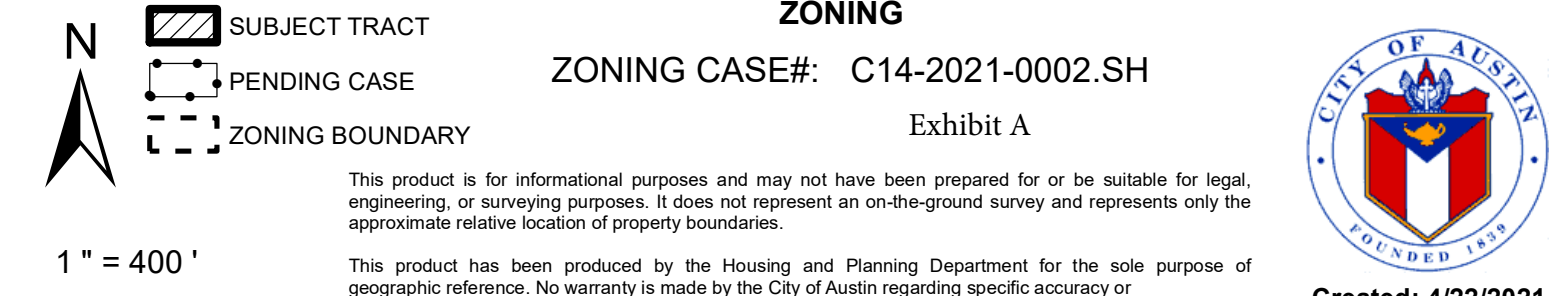 ZONING
N
SUBJECT TRACT
PENDING CASE
ZONING BOUNDARY
1 " = 400 '
ZONING CASE#: C14-2021-0002.SH
Exhibit A
This product is for informational purposes and may not have been prepared for or be suitable for legal,
engineering, or surveying purposes. It does not represent an on-the-ground survey and represents only the
approximate relative location of property boundaries.
This product has been produced by the Housing and Planning Department for the sole purpose of
geographic reference. No warranty is made by the City of Austin regarding specific accuracy or
CITY OF AUSTIN
FOUNDED 1839
Created: 4/22/2021